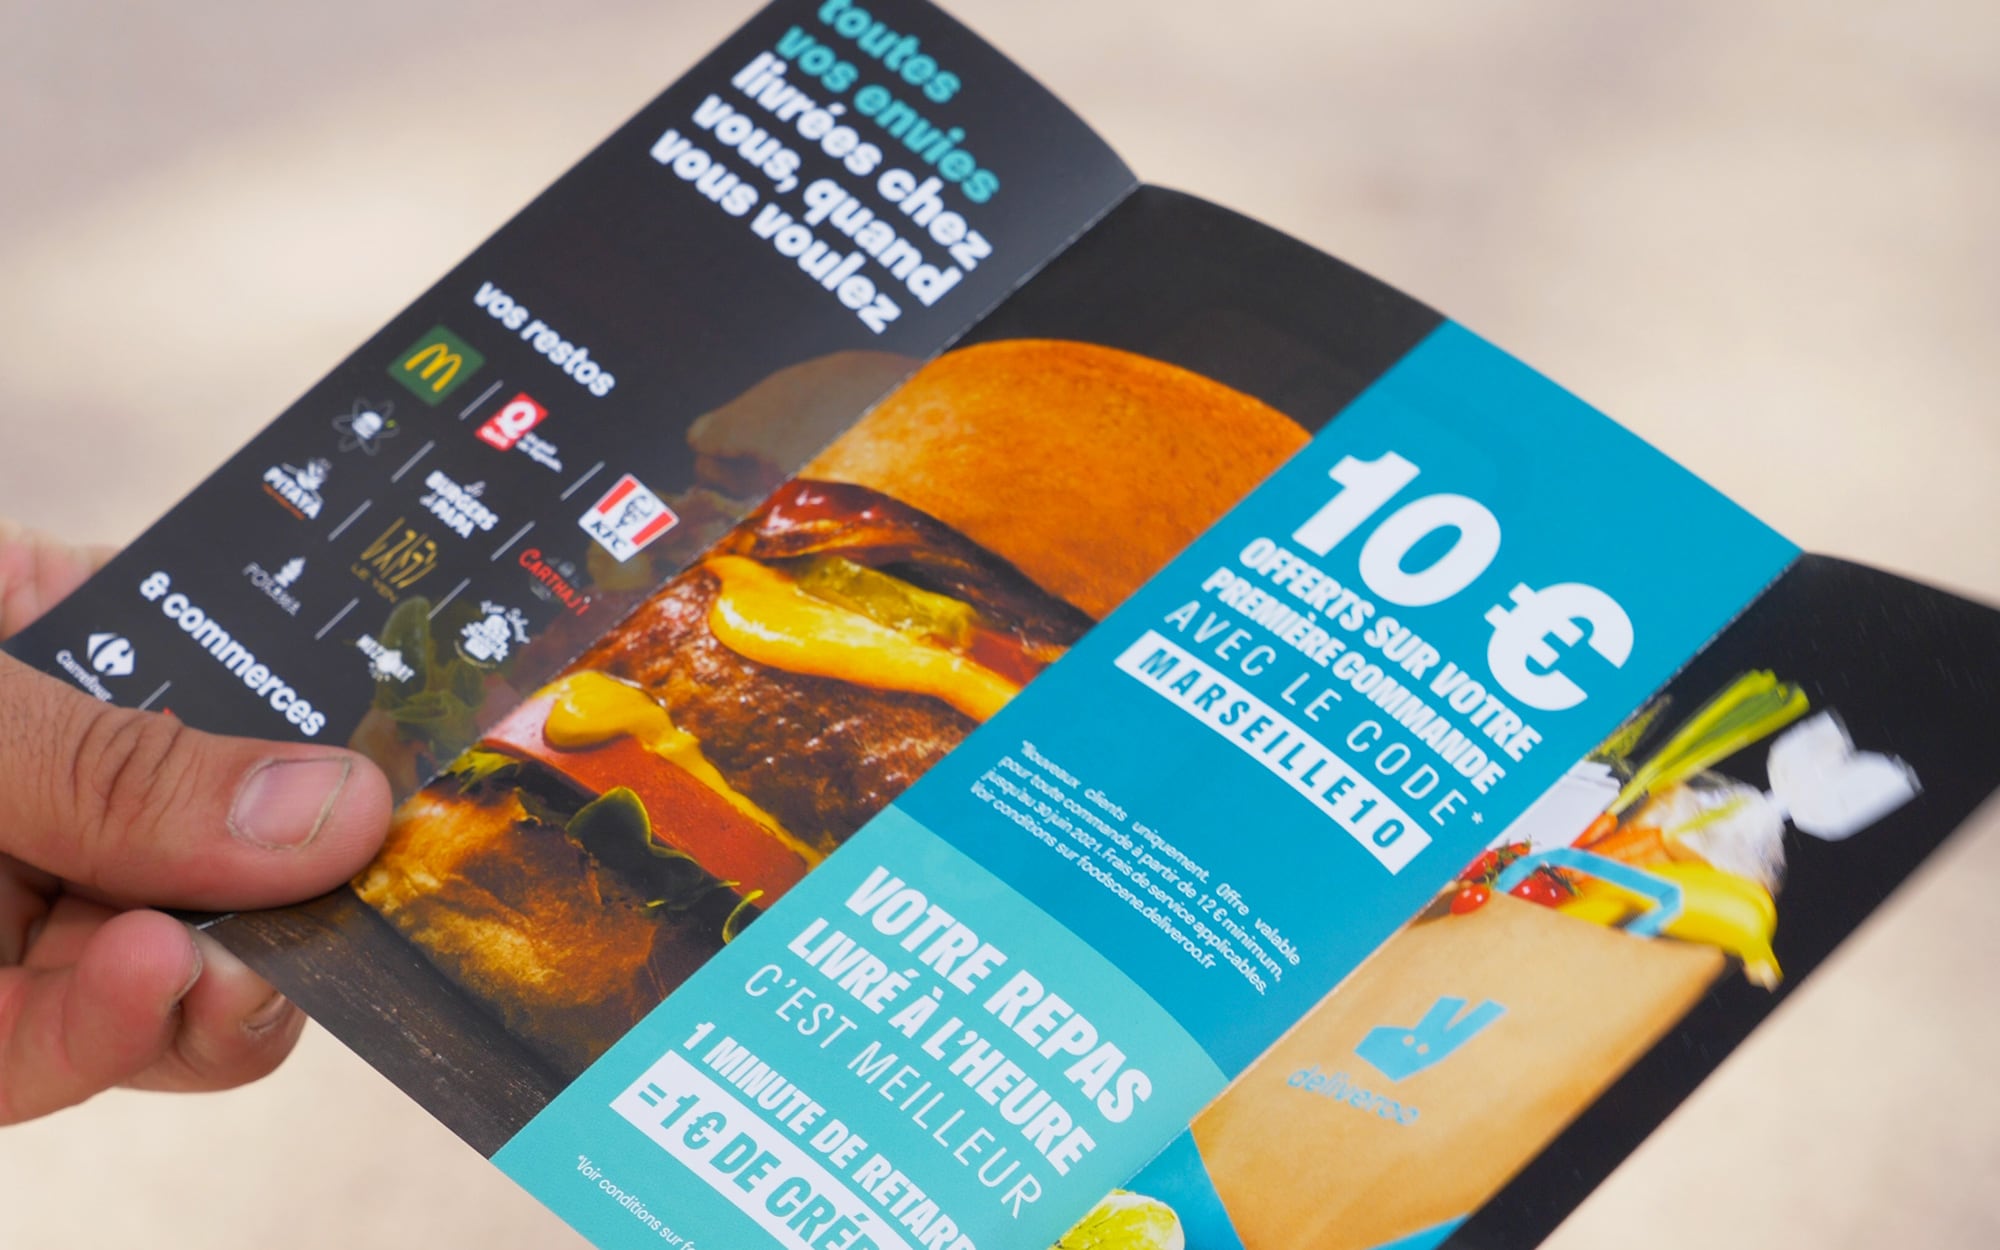 toutes
vos envies
livrées chez
vous, quand
vous voulez
vos restos
Quick
KFC
PITAYA
les
BURGERS
de PAPA
CARTHAJ'
& commerces
Carrefour
10 €
OFFERTS SUR VOTRE
PREMIÈRE COMMANDE
AVEC LE CODE*
MARSEILLE10
*Nouveaux clients uniquement. Offre valable
pour toute commande à partir de 12 € minimum,
jusqu'au 30 juin 2021. Frais de service applicables.
Voir conditions sur foodscene.deliveroo.fr
VOTRE REPAS
LIVRÉ À L'HEURE
C'EST MEILLEUR
1 MINUTE DE RETARD
=1€ DE CRÉ
*Voir conditions sur f
deliveroo